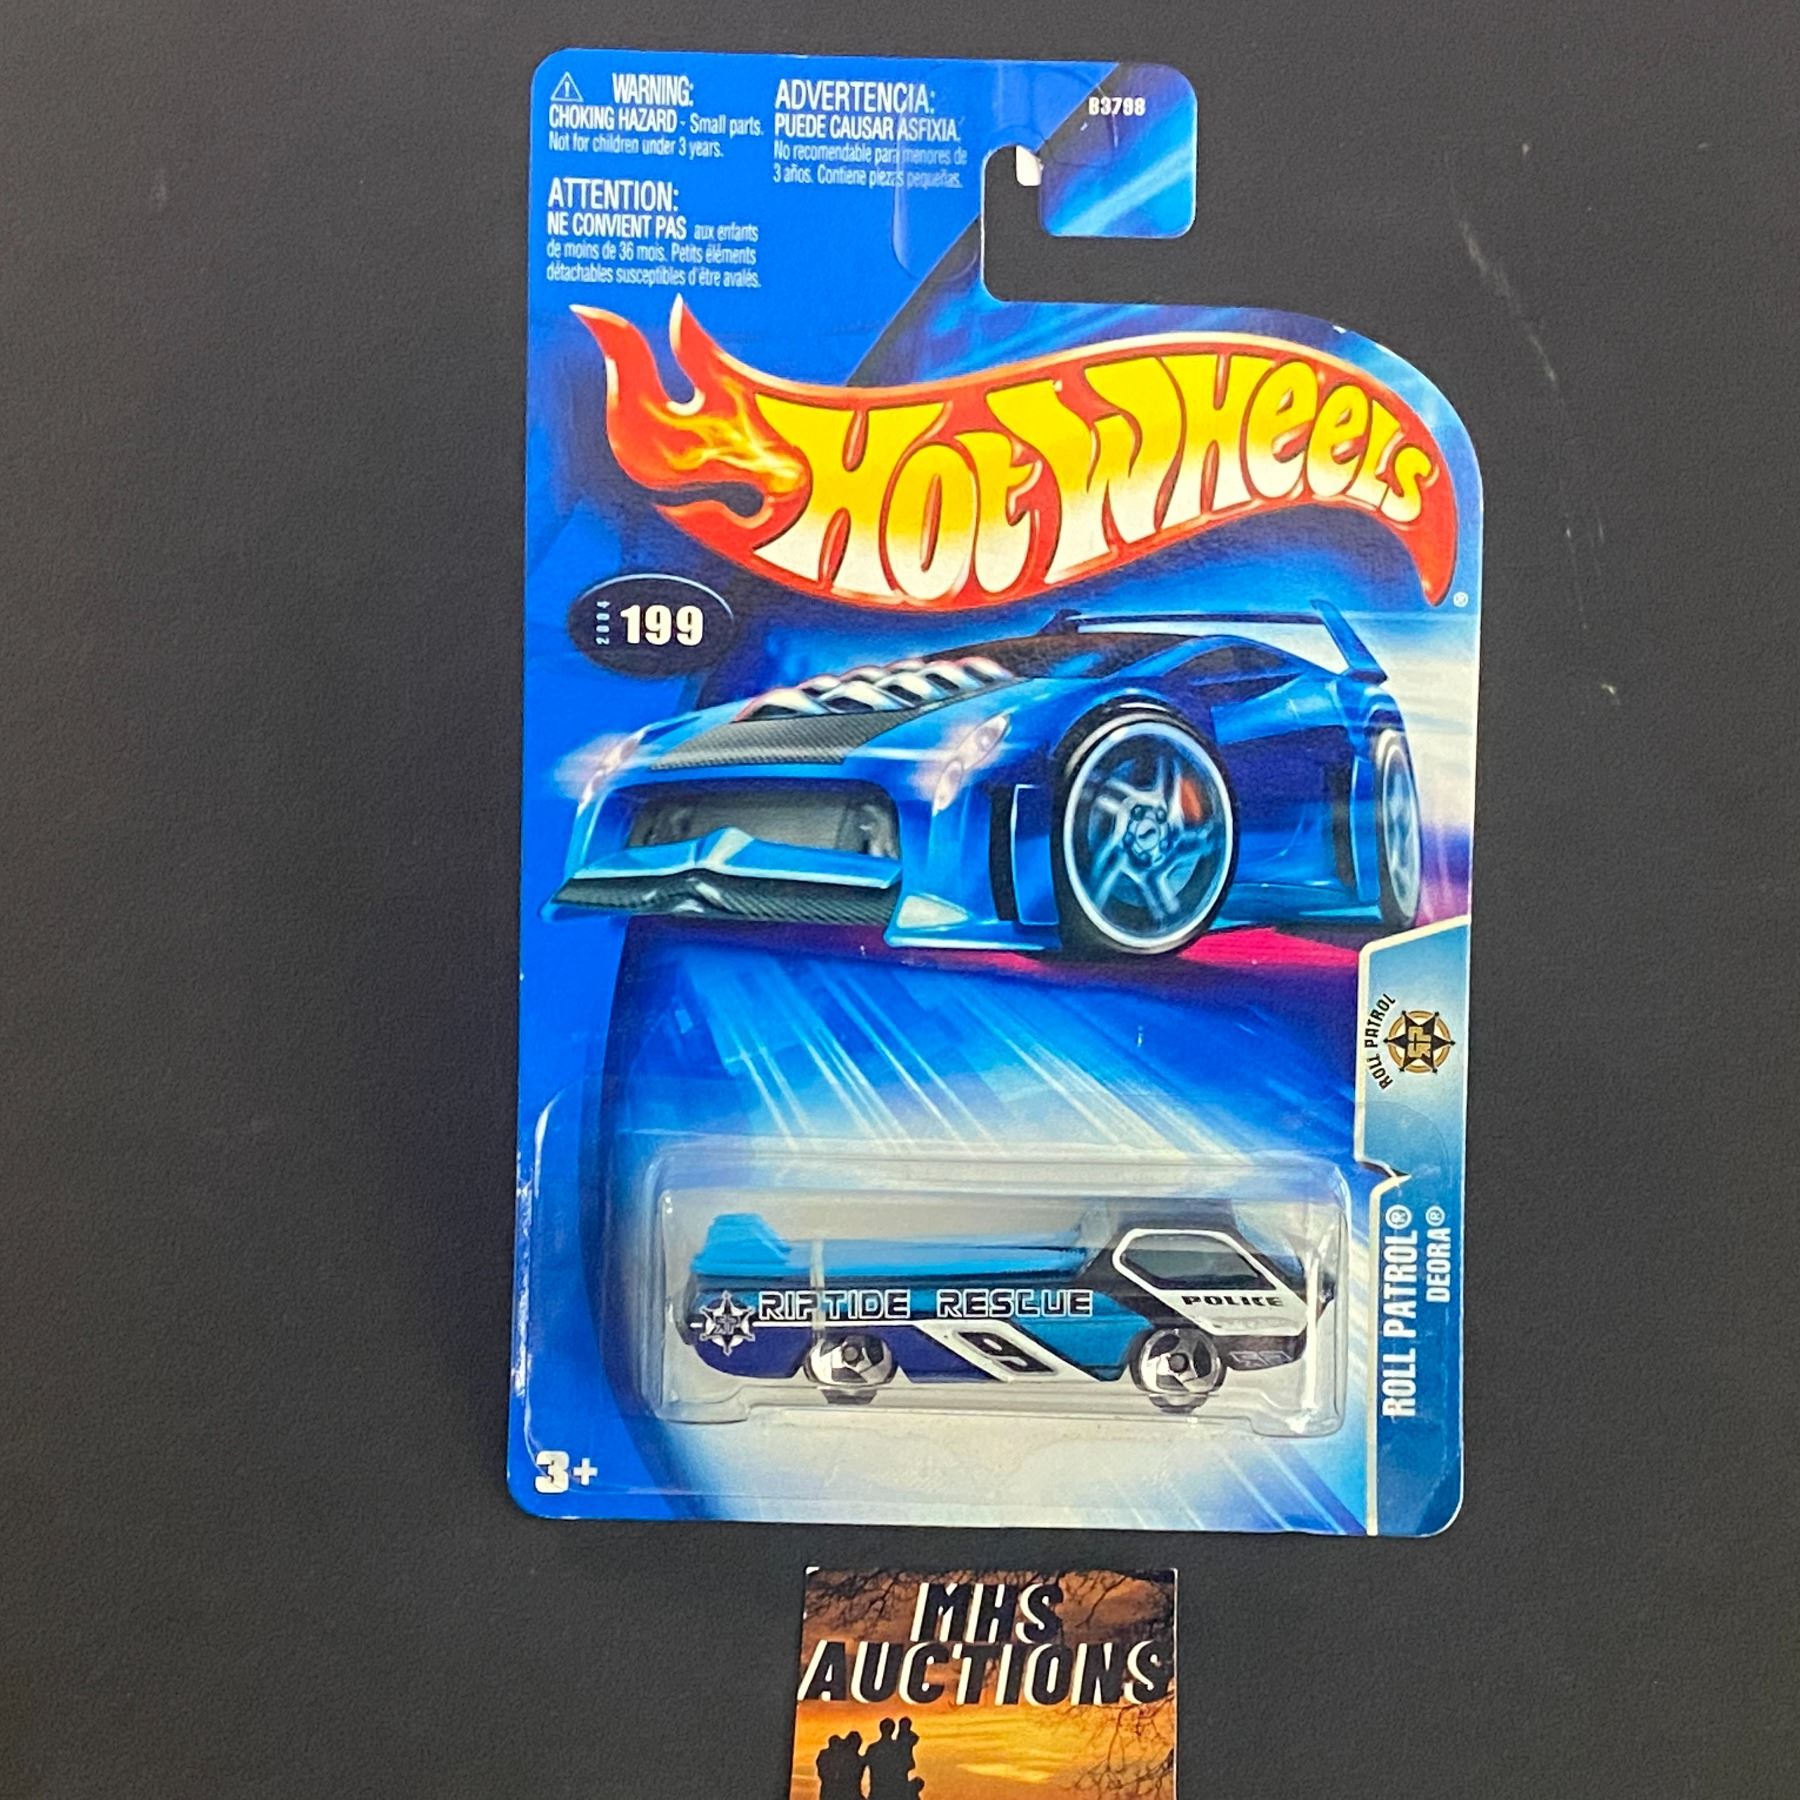 WARNING:
CHOKING HAZARD - Small parts.
Not for children under 3 years.
ADVERTENCIA:
PUEDE CAUSAR ASFIXIA.
No recomendable para menores de
3 años. Contiene piezas pequeñas.
B3798
ATTENTION:
NE CONVIENT PAS aux enfants
de moins de 36 mois. Petits éléments
détachables susceptibles d'être avalés.
HOT WHEELS®
2004 199
ROLL PATROL
RP
RIPTIDE RESCUE
POLICE
9
ROLL PATROL®
DEORA®
3+
MHS
AUCTIONS